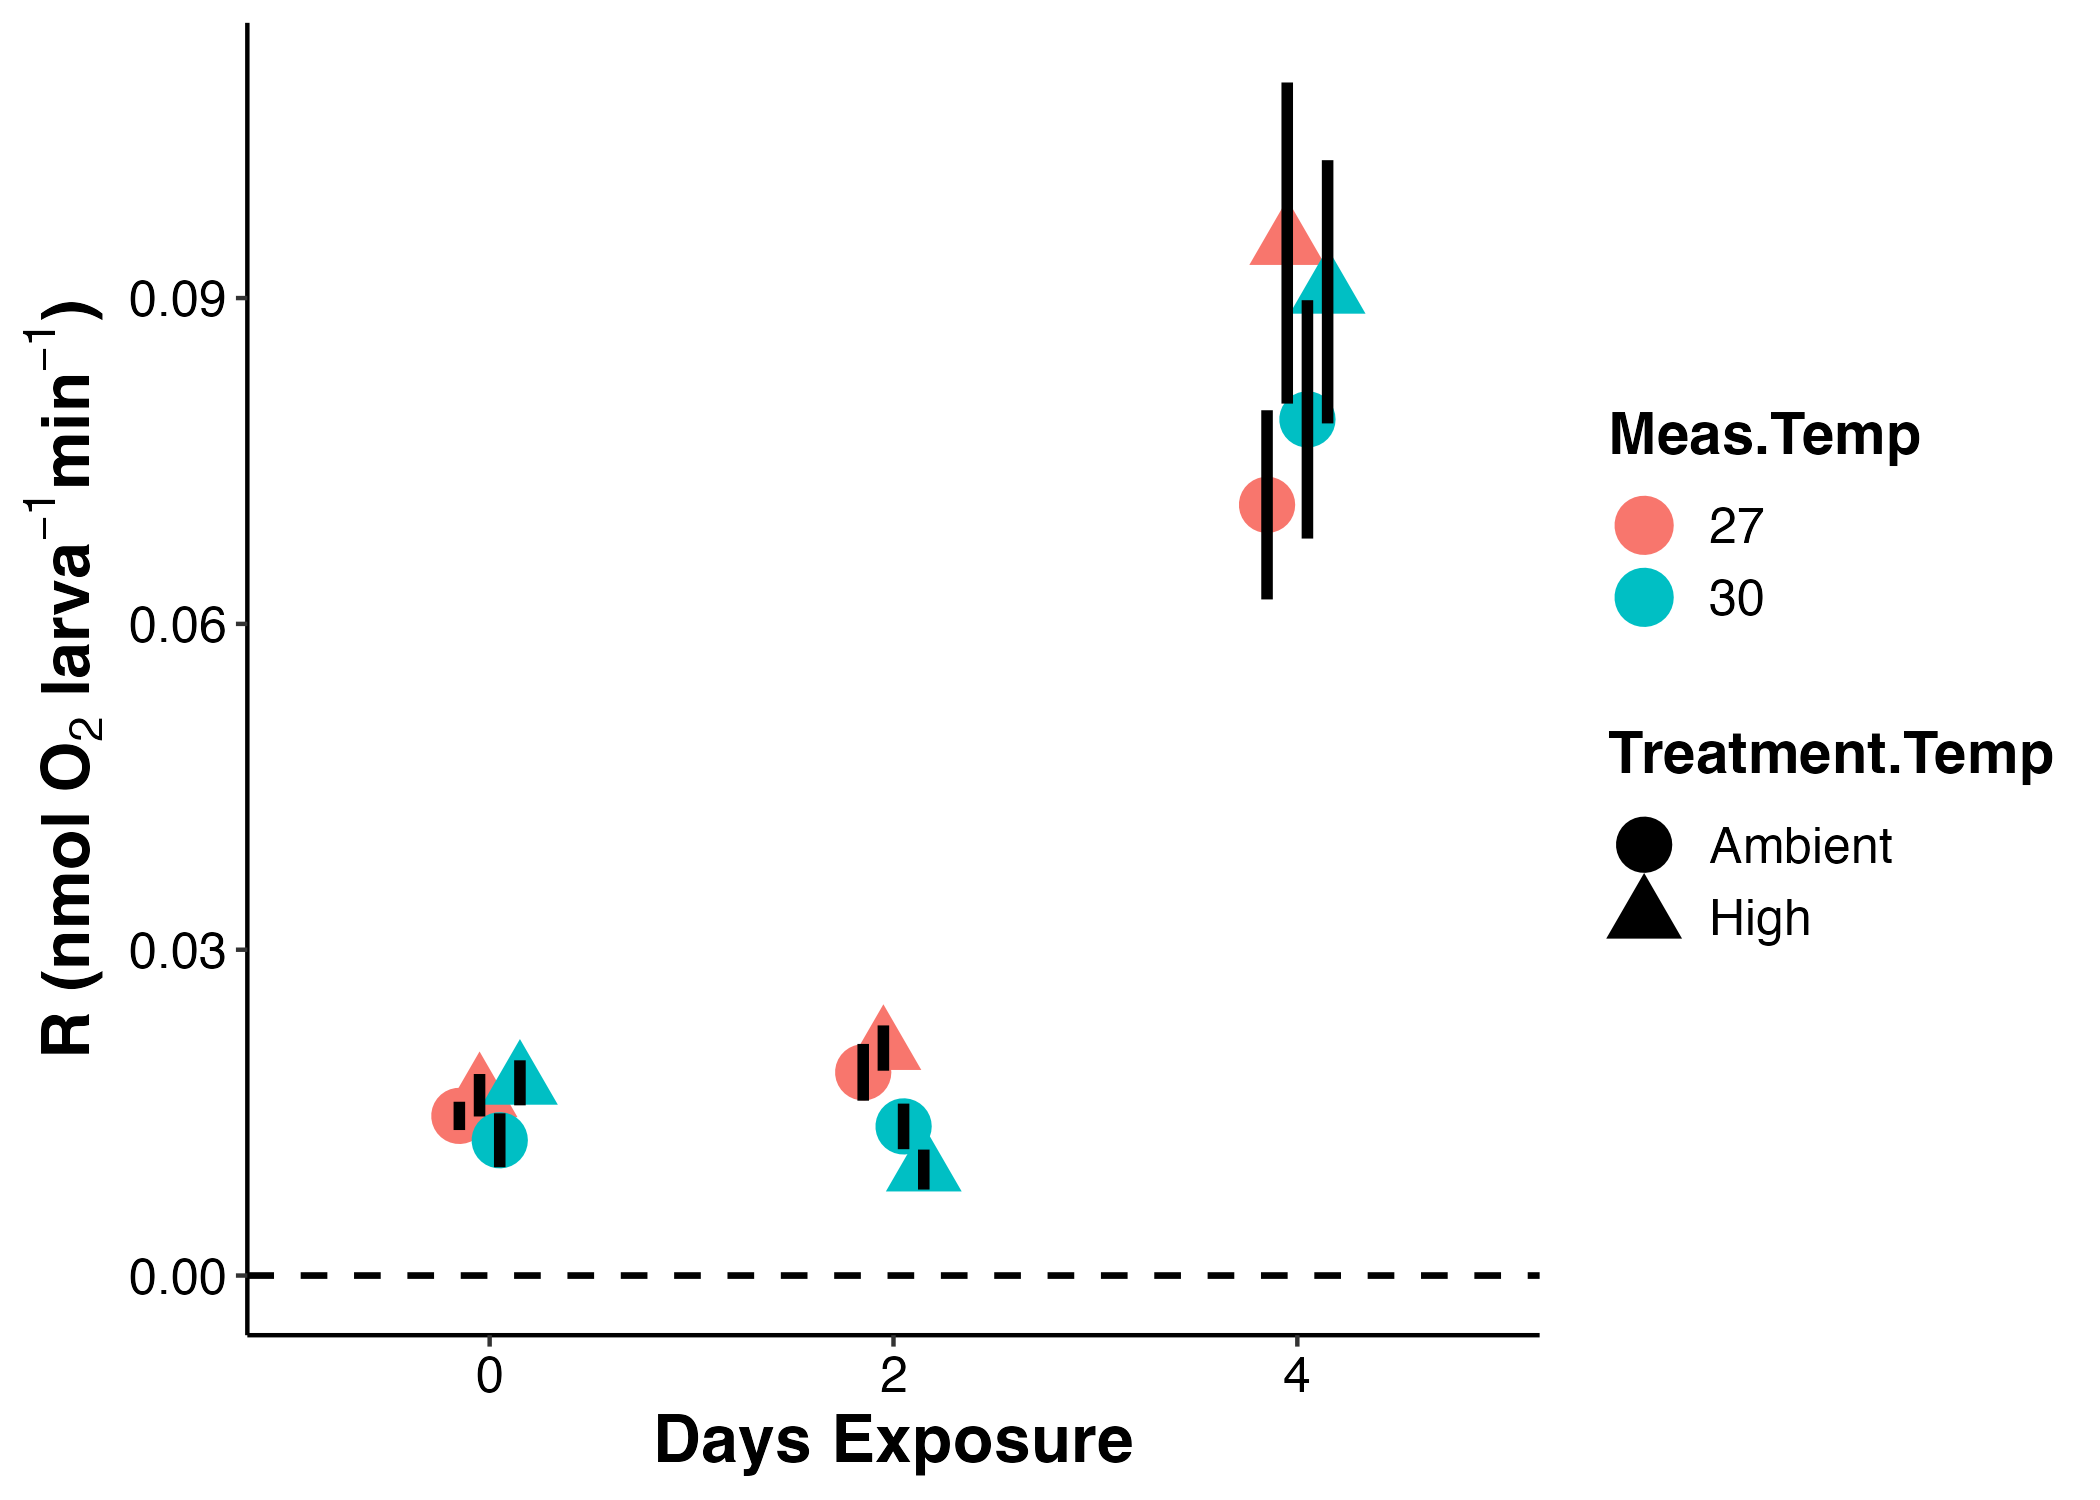 R (nmol O₂ larva⁻¹min⁻¹)
0.09
0.06
0.03
0.00
0 2 4
Days Exposure
Meas.Temp
27
30
Treatment.Temp
Ambient
High